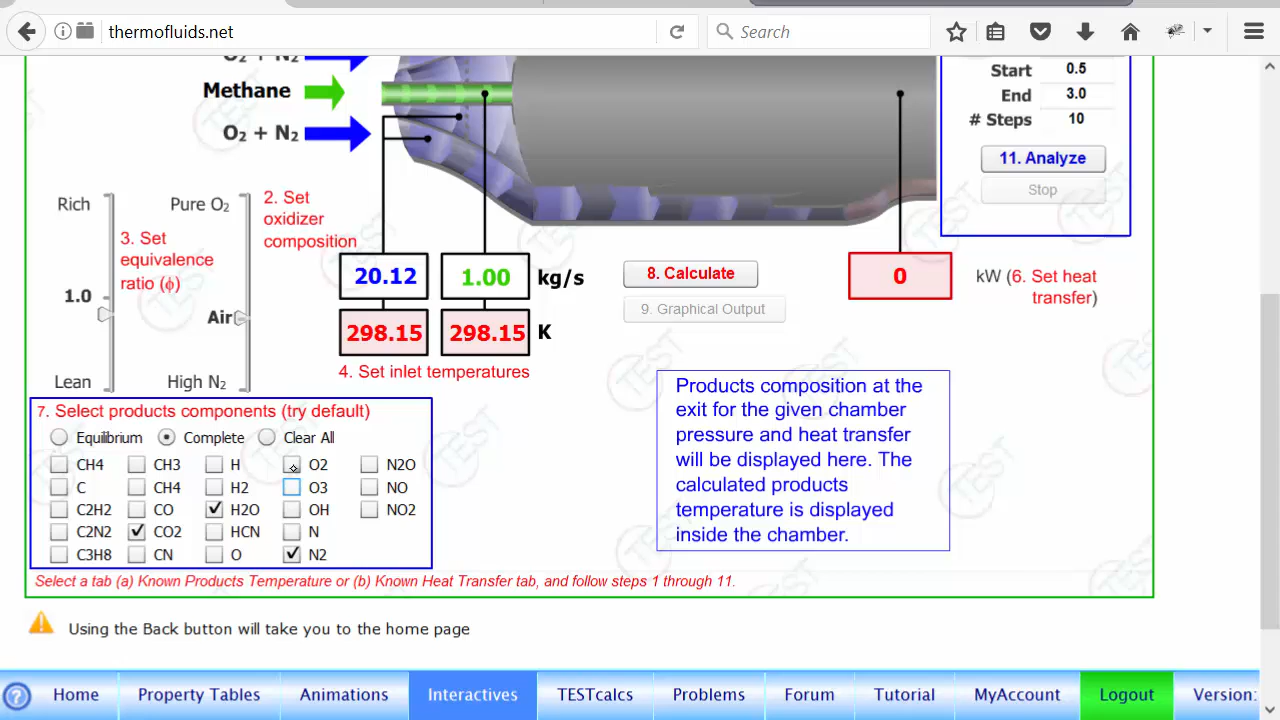 thermofluids.net
Search
O₂ + N₂
Methane
O₂ + N₂
Start 0.5
End 3.0
# Steps 10
11. Analyze
Stop
Rich
Pure O₂
2. Set
oxidizer
composition
3. Set
equivalence
ratio (ϕ)
1.0
Air
Lean
High N₂
20.12
1.00
kg/s
298.15
298.15
K
4. Set inlet temperatures
8. Calculate
9. Graphical Output
0
kW (6. Set heat
transfer)
7. Select products components (try default)
Equilibrium Complete Clear All
CH4 CH3 H O2 N2O
C CH4 H2 O3 NO
C2H2 CO H2O OH NO2
C2N2 CO2 HCN N
C3H8 CN O N2
Products composition at the
exit for the given chamber
pressure and heat transfer
will be displayed here. The
calculated products
temperature is displayed
inside the chamber.
Select a tab (a) Known Products Temperature or (b) Known Heat Transfer tab, and follow steps 1 through 11.
Using the Back button will take you to the home page
Home Property Tables Animations Interactives TESTcalcs Problems Forum Tutorial MyAccount Logout Version:
TEST